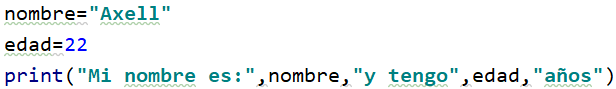 nombre="Axell"
edad=22
print("Mi nombre es:",nombre,"y tengo",edad,"años")